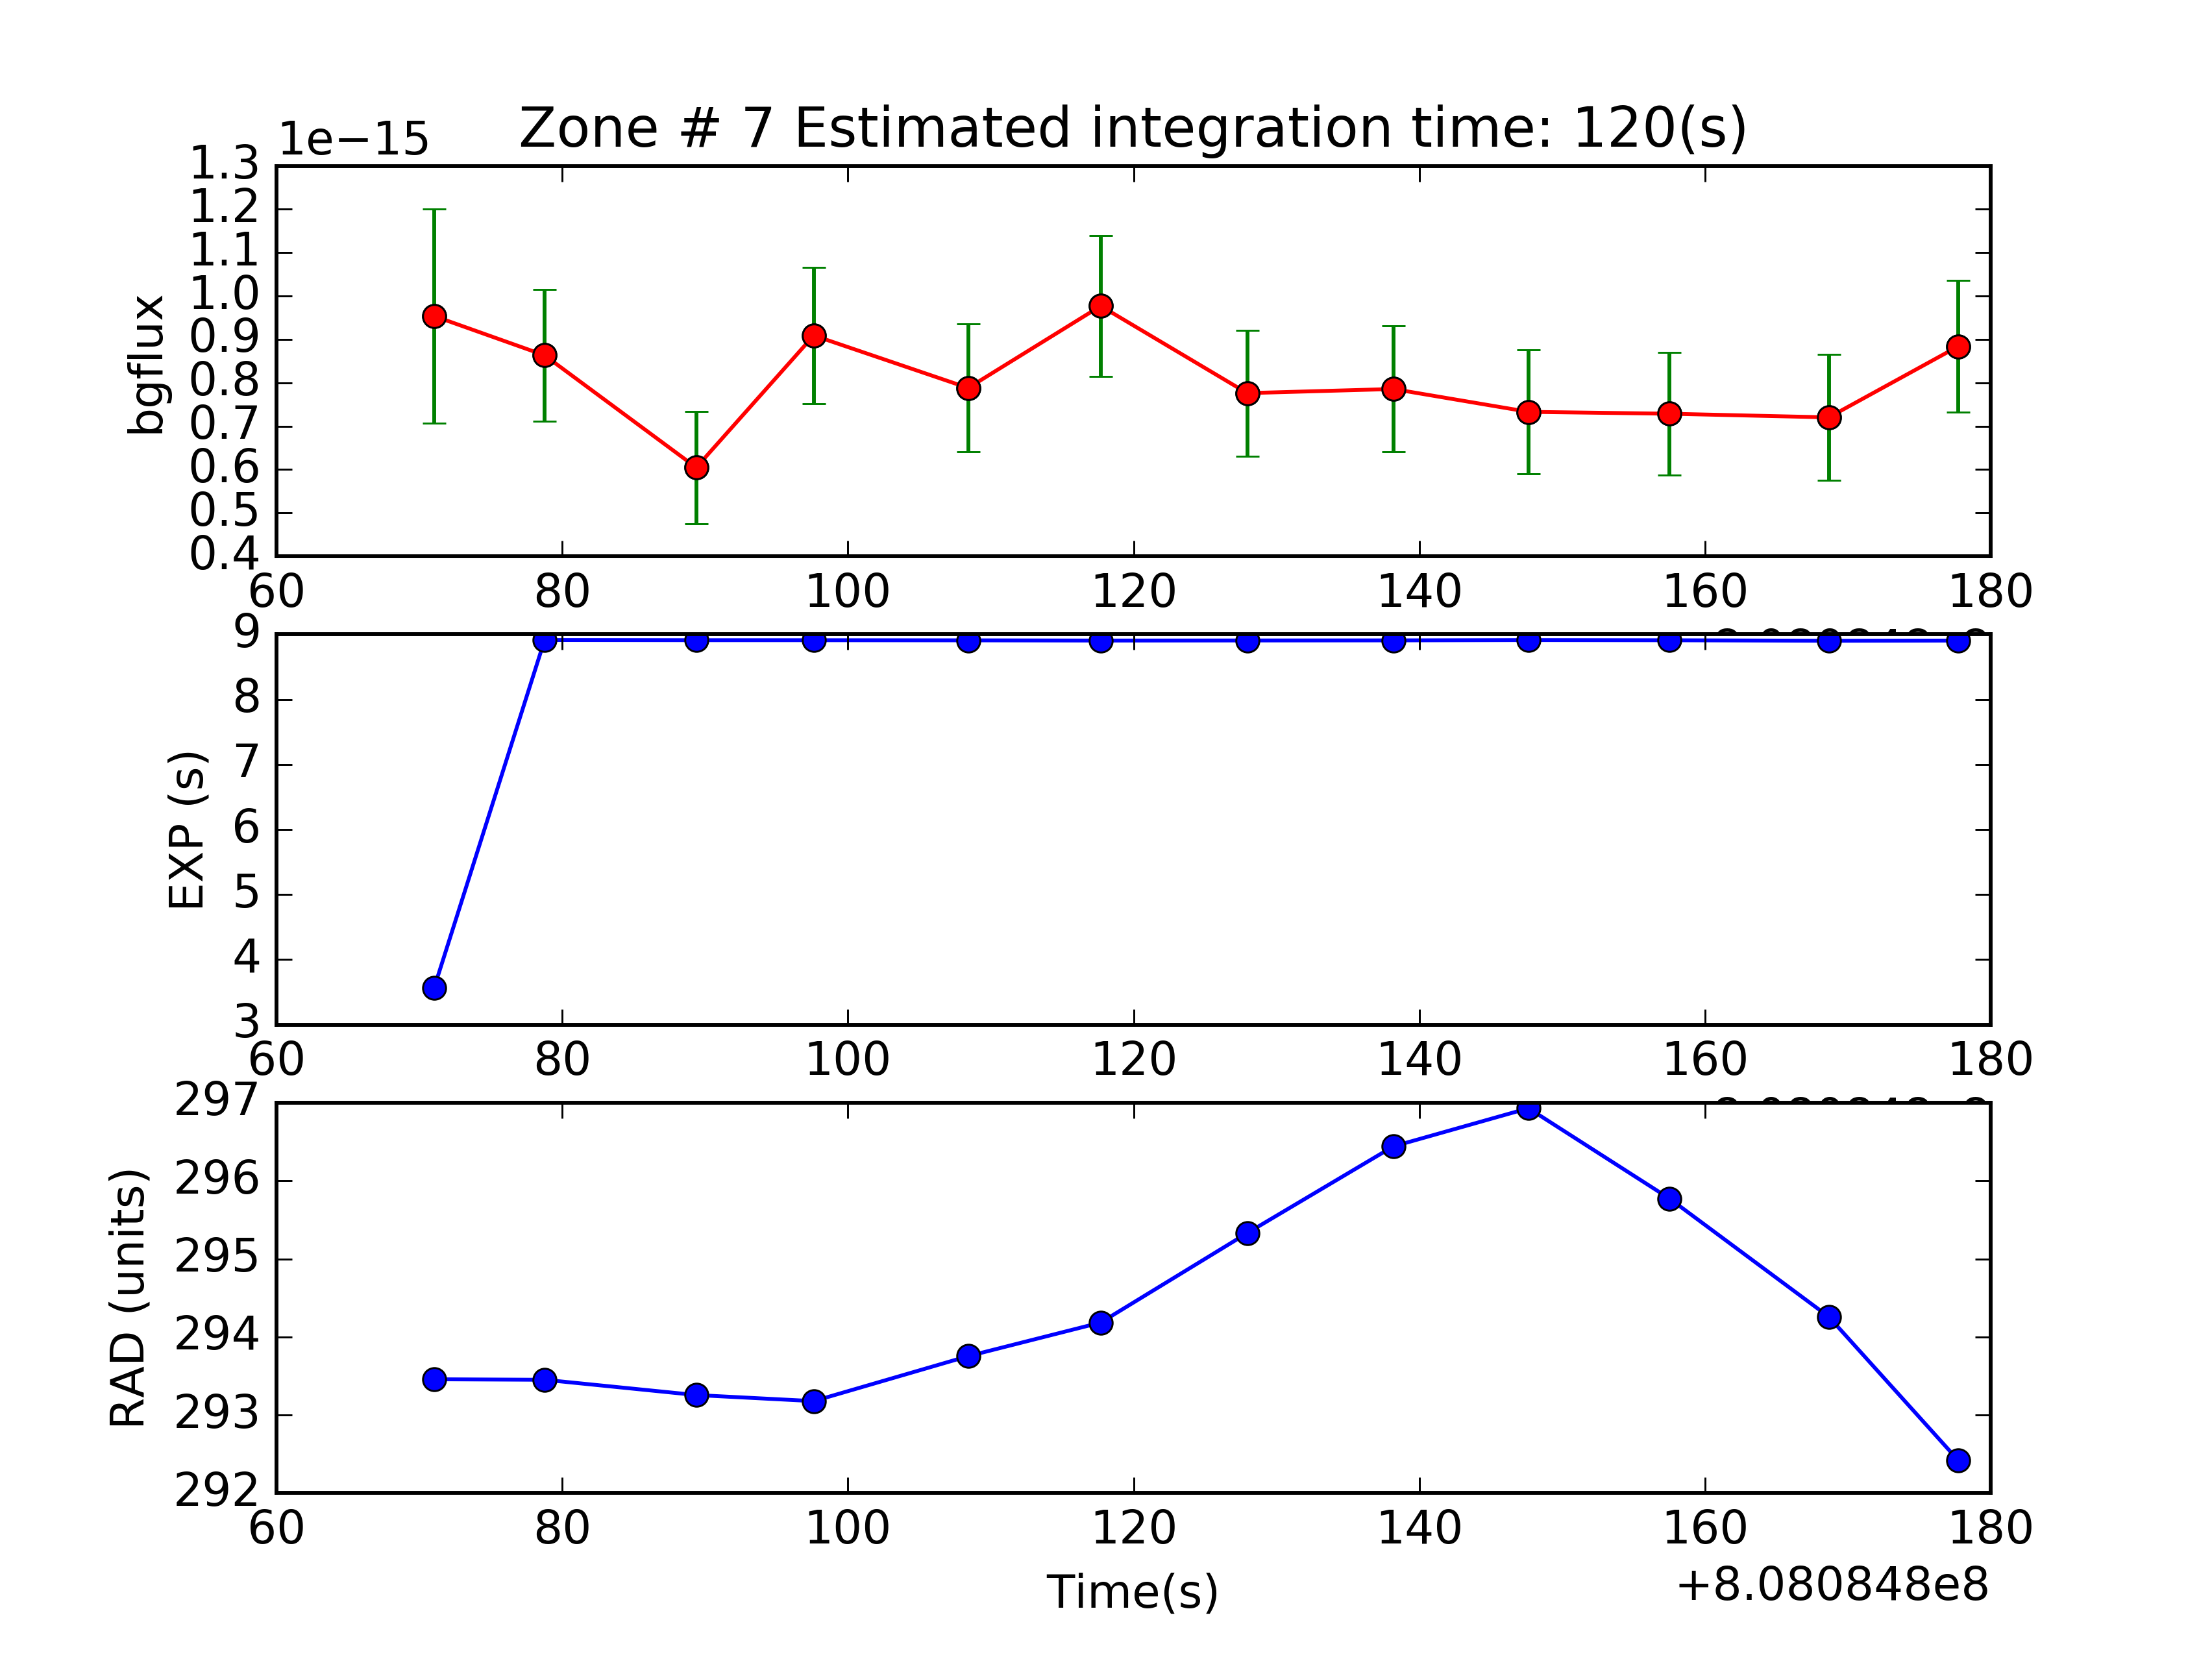 1e−15
Zone # 7 Estimated integration time: 120(s)
1.3
1.2
1.1
1.0
0.9
0.8
0.7
0.6
0.5
0.4
bgflux
60 80 100 120 140 160 180
9
8
7
6
5
4
3
EXP (s)
60 80 100 120 140 160 180
297
296
295
294
293
292
RAD (units)
60 80 100 120 140 160 180
Time(s)
+8.080848e8